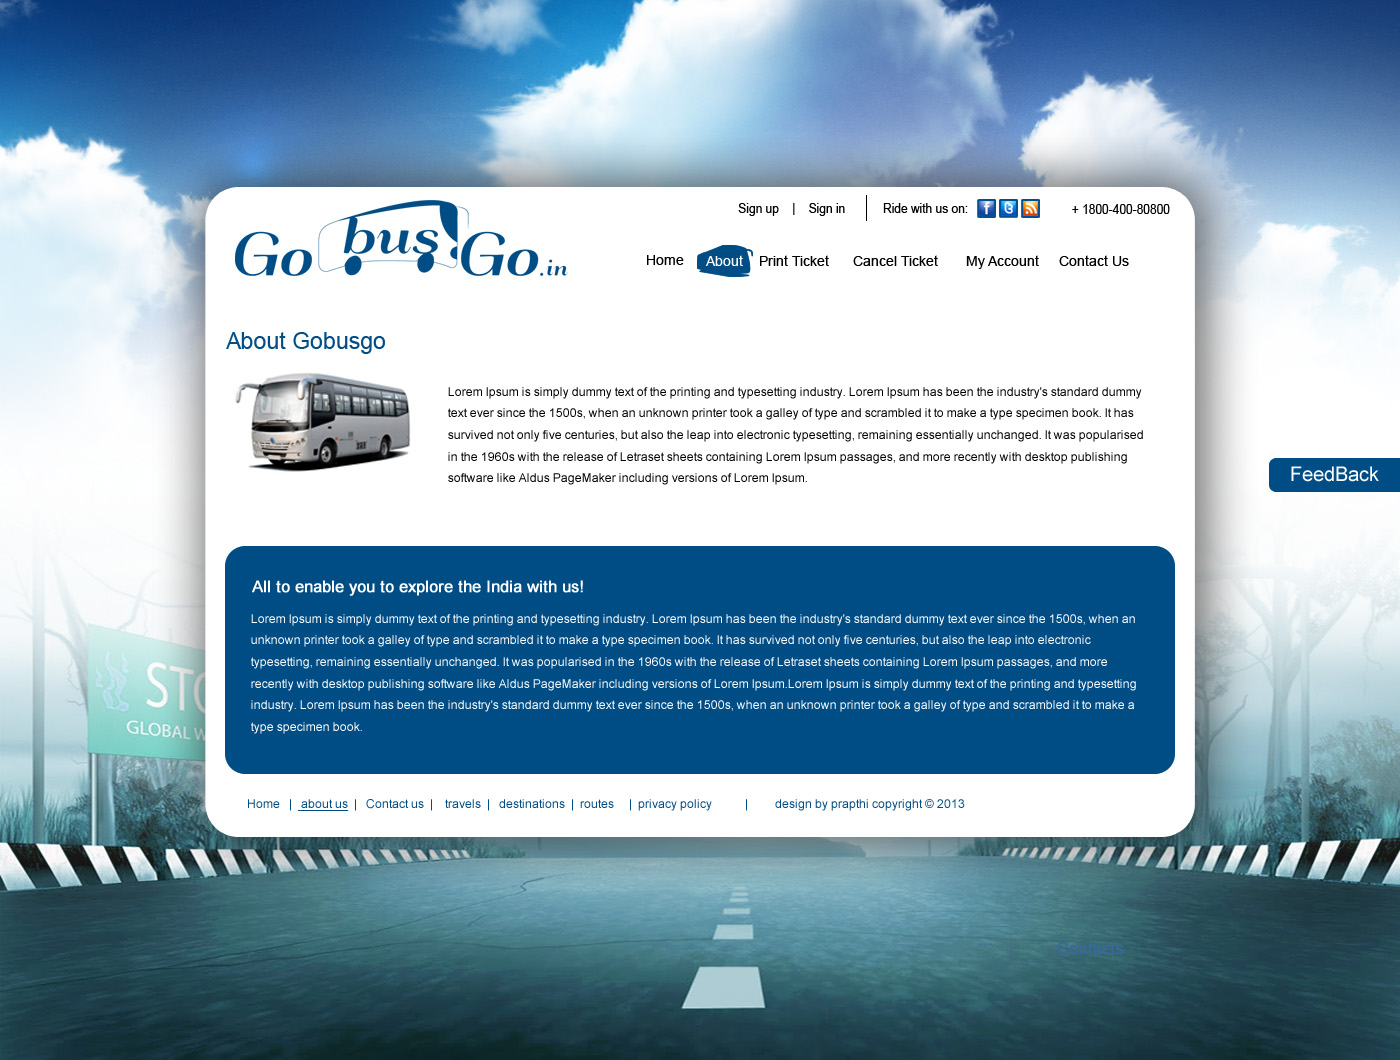 Sign up | Sign in
Ride with us on:
+ 1800-400-80800
Go bus Go.in
Home About Print Ticket Cancel Ticket My Account Contact Us
About Gobusgo
Lorem Ipsum is simply dummy text of the printing and typesetting industry. Lorem Ipsum has been the industry's standard dummy
text ever since the 1500s, when an unknown printer took a galley of type and scrambled it to make a type specimen book. It has
survived not only five centuries, but also the leap into electronic typesetting, remaining essentially unchanged. It was popularised
in the 1960s with the release of Letraset sheets containing Lorem Ipsum passages, and more recently with desktop publishing
software like Aldus PageMaker including versions of Lorem Ipsum.
FeedBack
All to enable you to explore the India with us!
Lorem Ipsum is simply dummy text of the printing and typesetting industry. Lorem Ipsum has been the industry's standard dummy text ever since the 1500s, when an
unknown printer took a galley of type and scrambled it to make a type specimen book. It has survived not only five centuries, but also the leap into electronic
typesetting, remaining essentially unchanged. It was popularised in the 1960s with the release of Letraset sheets containing Lorem Ipsum passages, and more
recently with desktop publishing software like Aldus PageMaker including versions of Lorem Ipsum.Lorem Ipsum is simply dummy text of the printing and typesetting
industry. Lorem Ipsum has been the industry's standard dummy text ever since the 1500s, when an unknown printer took a galley of type and scrambled it to make a
type specimen book.
STO
GLOBAL W
Home | about us | Contact us | travels | destinations | routes | privacy policy | design by prapthi copyright © 2013